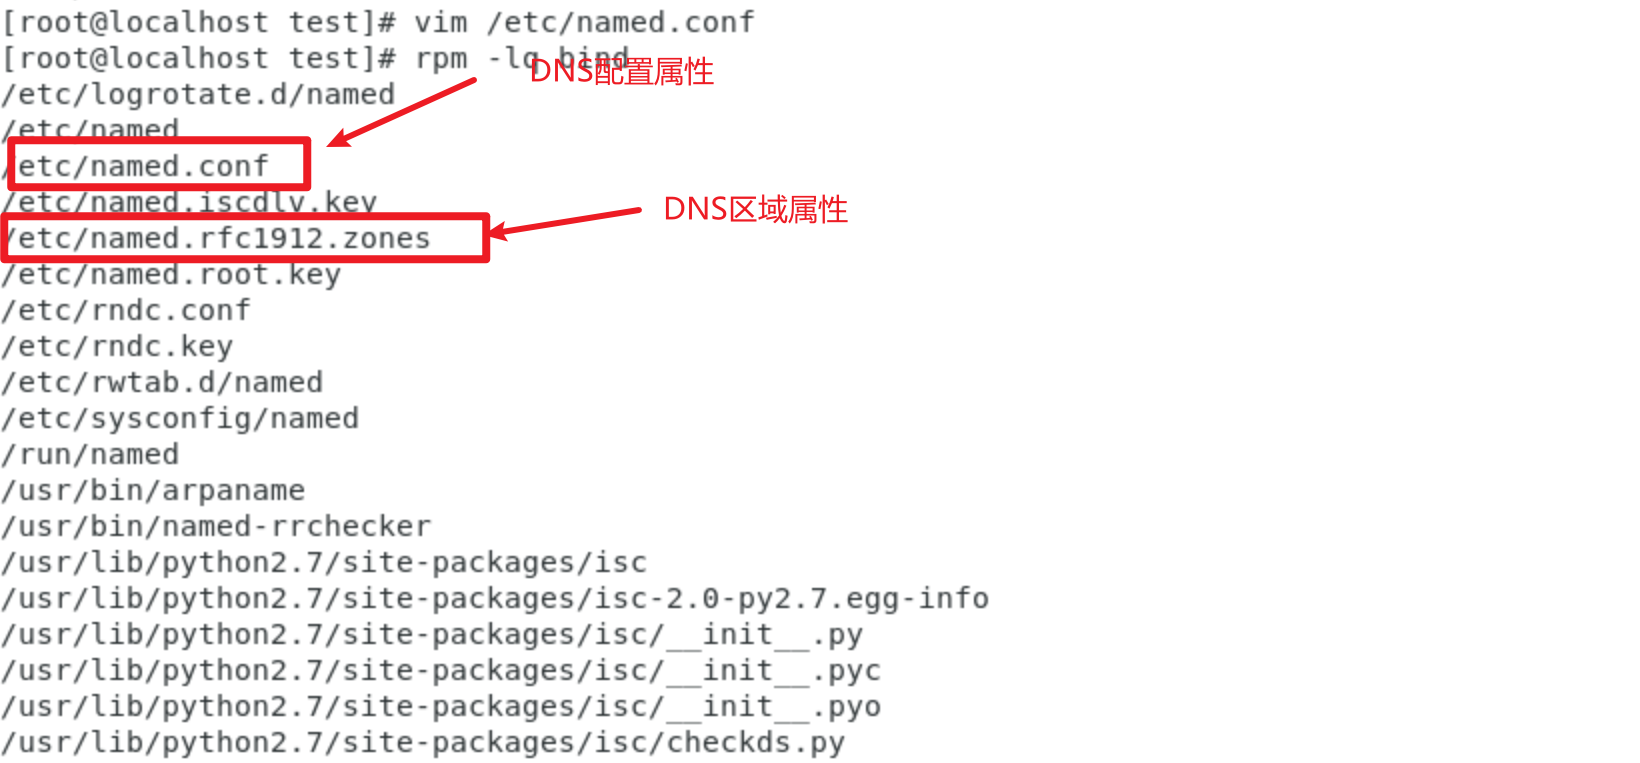 [root@localhost test]# vim /etc/named.conf
[root@localhost test]# rpm -lq bind
DNS配置属性
/etc/logrotate.d/named
/etc/named
/etc/named.conf
/etc/named.iscdlv.key
DNS区域属性
/etc/named.rfc1912.zones
/etc/named.root.key
/etc/rndc.conf
/etc/rndc.key
/etc/rwtab.d/named
/etc/sysconfig/named
/run/named
/usr/bin/arpaname
/usr/bin/named-rrchecker
/usr/lib/python2.7/site-packages/isc
/usr/lib/python2.7/site-packages/isc-2.0-py2.7.egg-info
/usr/lib/python2.7/site-packages/isc/__init__.py
/usr/lib/python2.7/site-packages/isc/__init__.pyc
/usr/lib/python2.7/site-packages/isc/__init__.pyo
/usr/lib/python2.7/site-packages/isc/checkds.py